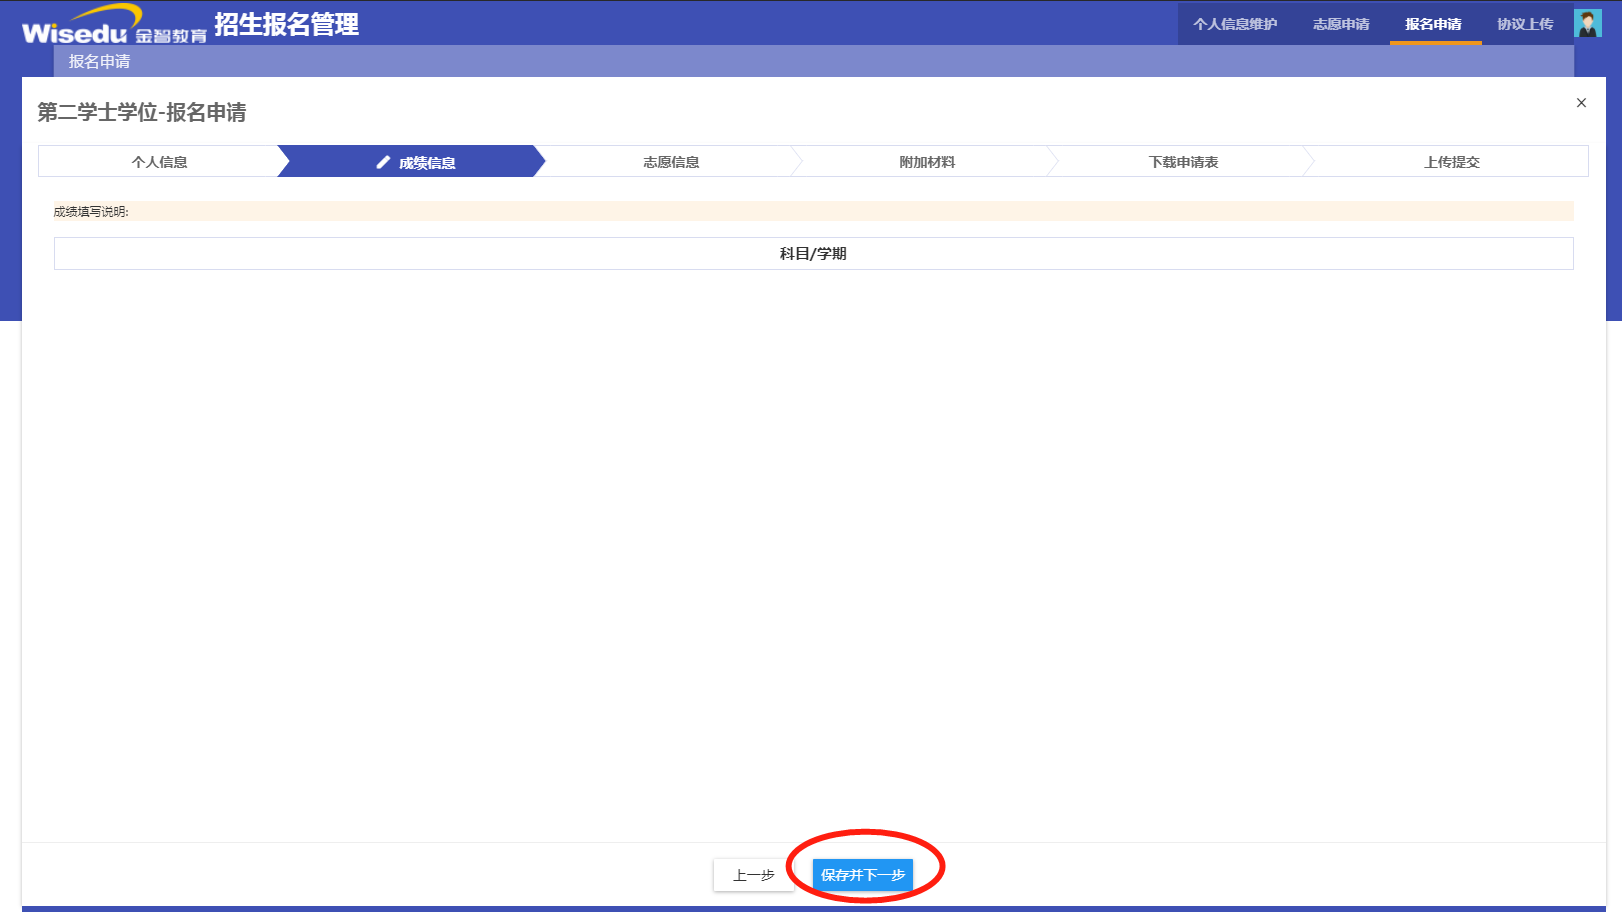 Wisedu 金智教育 招生报名管理
个人信息维护 志愿申请 报名申请 协议上传
报名申请
第二学士学位-报名申请
×
个人信息 成绩信息 志愿信息 附加材料 下载申请表 上传提交
成绩填写说明:
科目/学期
上一步 保存并下一步